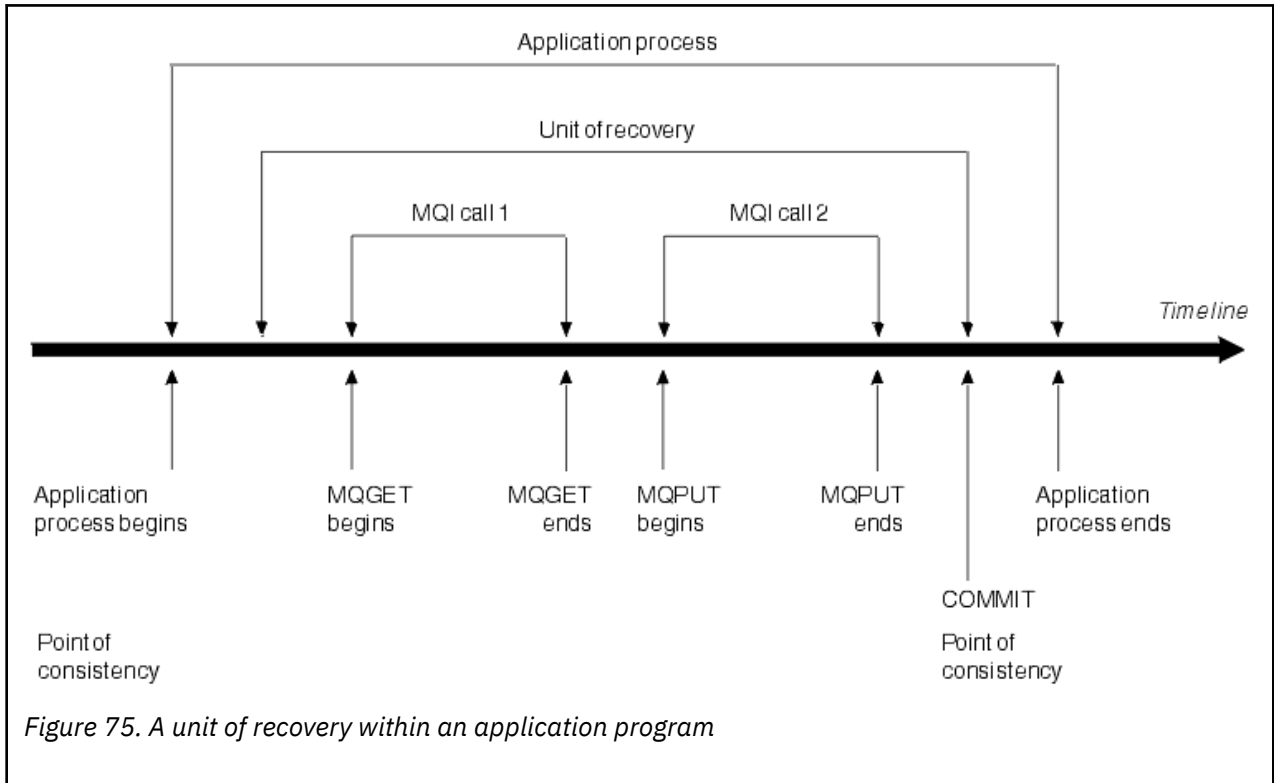 Application process
Unit of recovery
MQI call 1
MQI call 2
Timeline
Application
process begins
MQGET
begins
MQGET
ends
MQPUT
begins
MQPUT
ends
Application
process ends
COMMIT
Point of
consistency
Point of
consistency
Figure 75. A unit of recovery within an application program